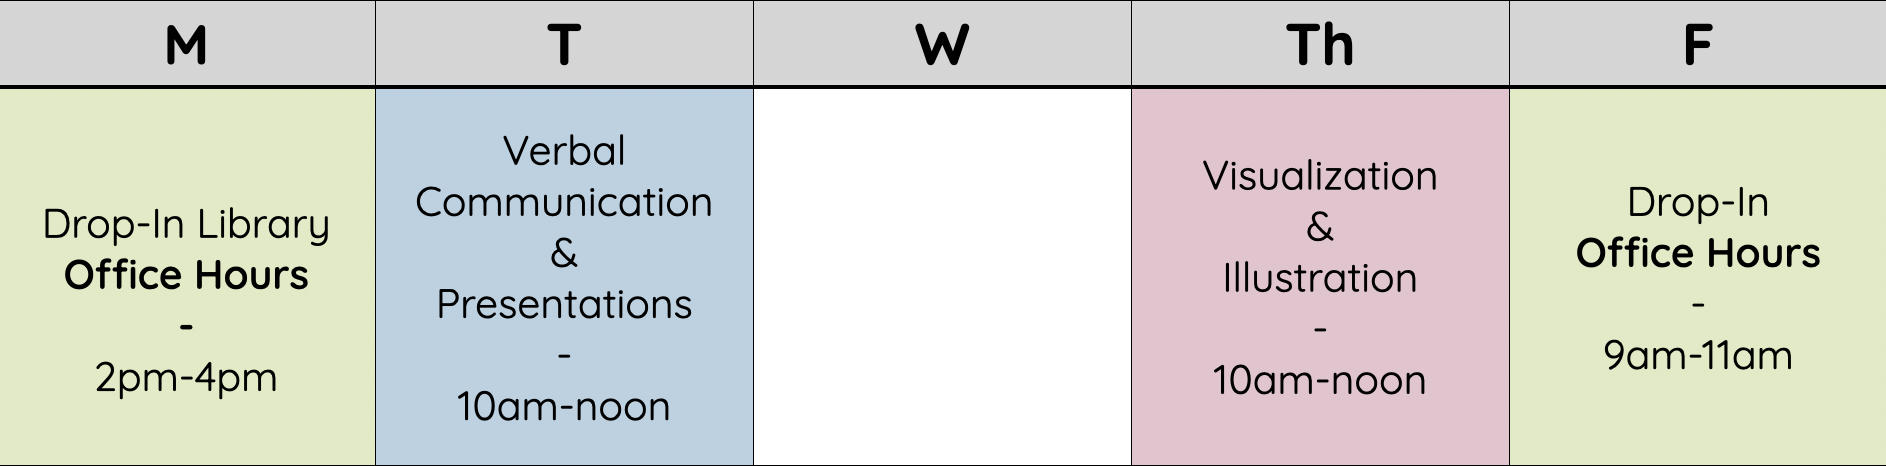 M
T
W
Th
F
Drop-In Library
Office Hours
-
2pm-4pm
Verbal
Communication
&
Presentations
-
10am-noon
Visualization
&
Illustration
-
10am-noon
Drop-In
Office Hours
-
9am-11am